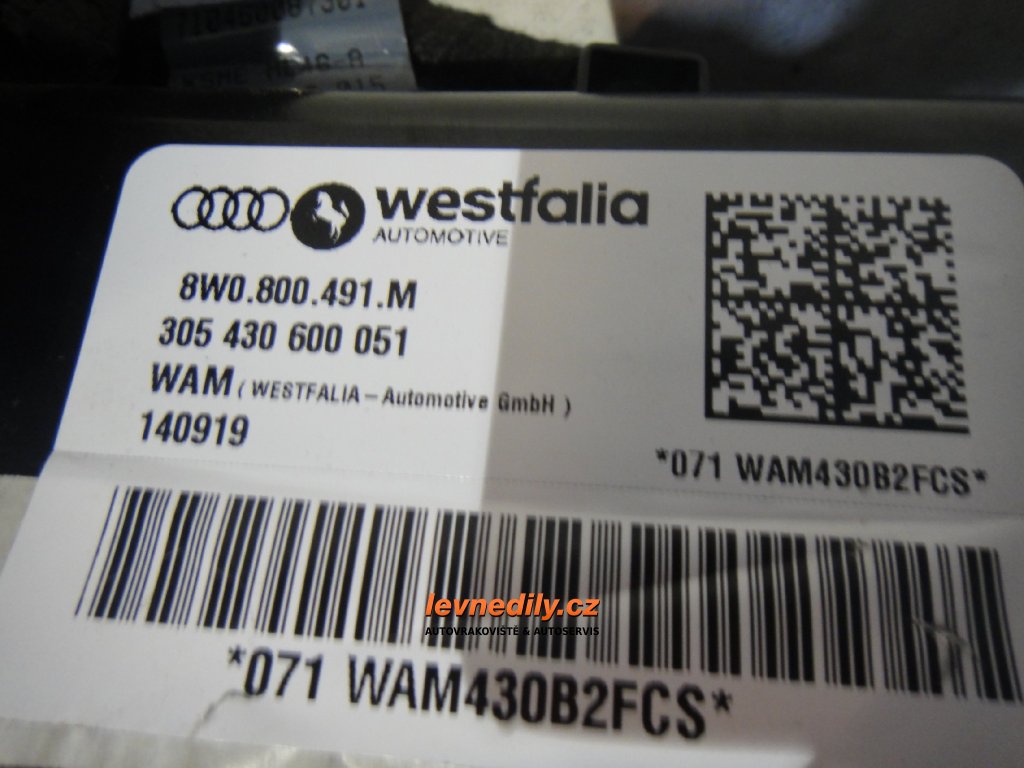 westfalia
AUTOMOTIVE
8W0.800.491.M
305 430 600 051
WAM ( WESTFALIA – Automotive GmbH )
140919
*071 WAM430B2FCS*
levnedily.cz
AUTOVRAKOVIŠTĚ & AUTOSERVIS
*071 WAM430B2FCS*